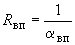 R_вп = 1 / α_вп